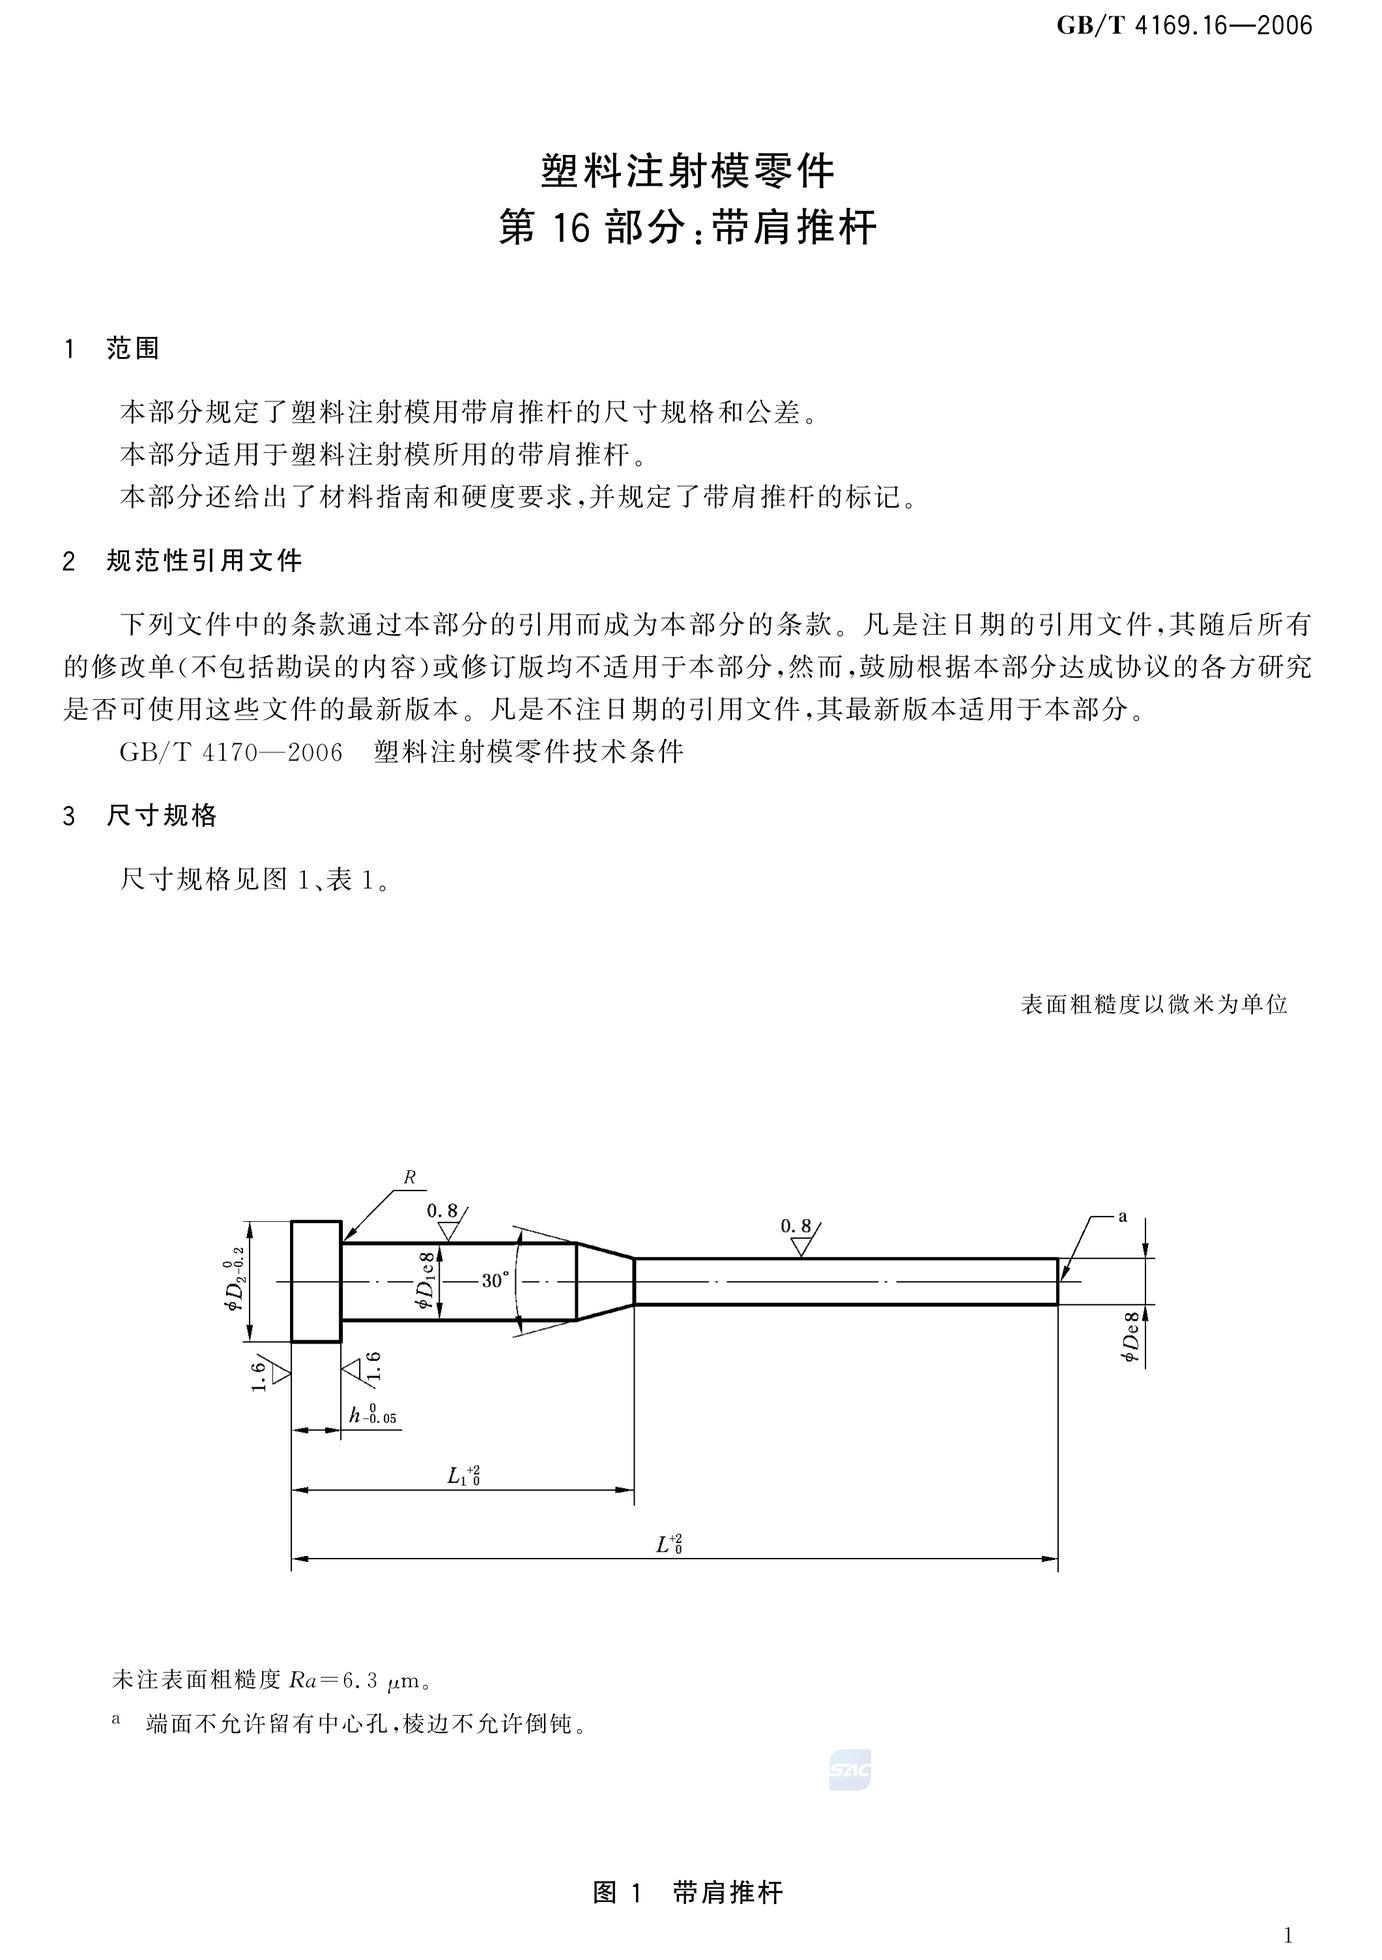 GB/T 4169.16—2006
塑料注射模零件
第 16 部分:带肩推杆
1 范围
本部分规定了塑料注射模用带肩推杆的尺寸规格和公差。
本部分适用于塑料注射模所用的带肩推杆。
本部分还给出了材料指南和硬度要求,并规定了带肩推杆的标记。
2 规范性引用文件
下列文件中的条款通过本部分的引用而成为本部分的条款。凡是注日期的引用文件,其随后所有
的修改单(不包括勘误的内容)或修订版均不适用于本部分,然而,鼓励根据本部分达成协议的各方研究
是否可使用这些文件的最新版本。凡是不注日期的引用文件,其最新版本适用于本部分。
GB/T 4170—2006 塑料注射模零件技术条件
3 尺寸规格
尺寸规格见图 1、表 1。
表面粗糙度以微米为单位
R
0.8
0.8
a
ϕD₂ 0 -0.2
ϕD₁e8
30°
ϕDe8
1.6
1.6
h 0 -0.05
L₁ +2 0
L +2 0
未注表面粗糙度 Ra=6.3 μm。
a 端面不允许留有中心孔,棱边不允许倒钝。
SAC
图 1 带肩推杆
1